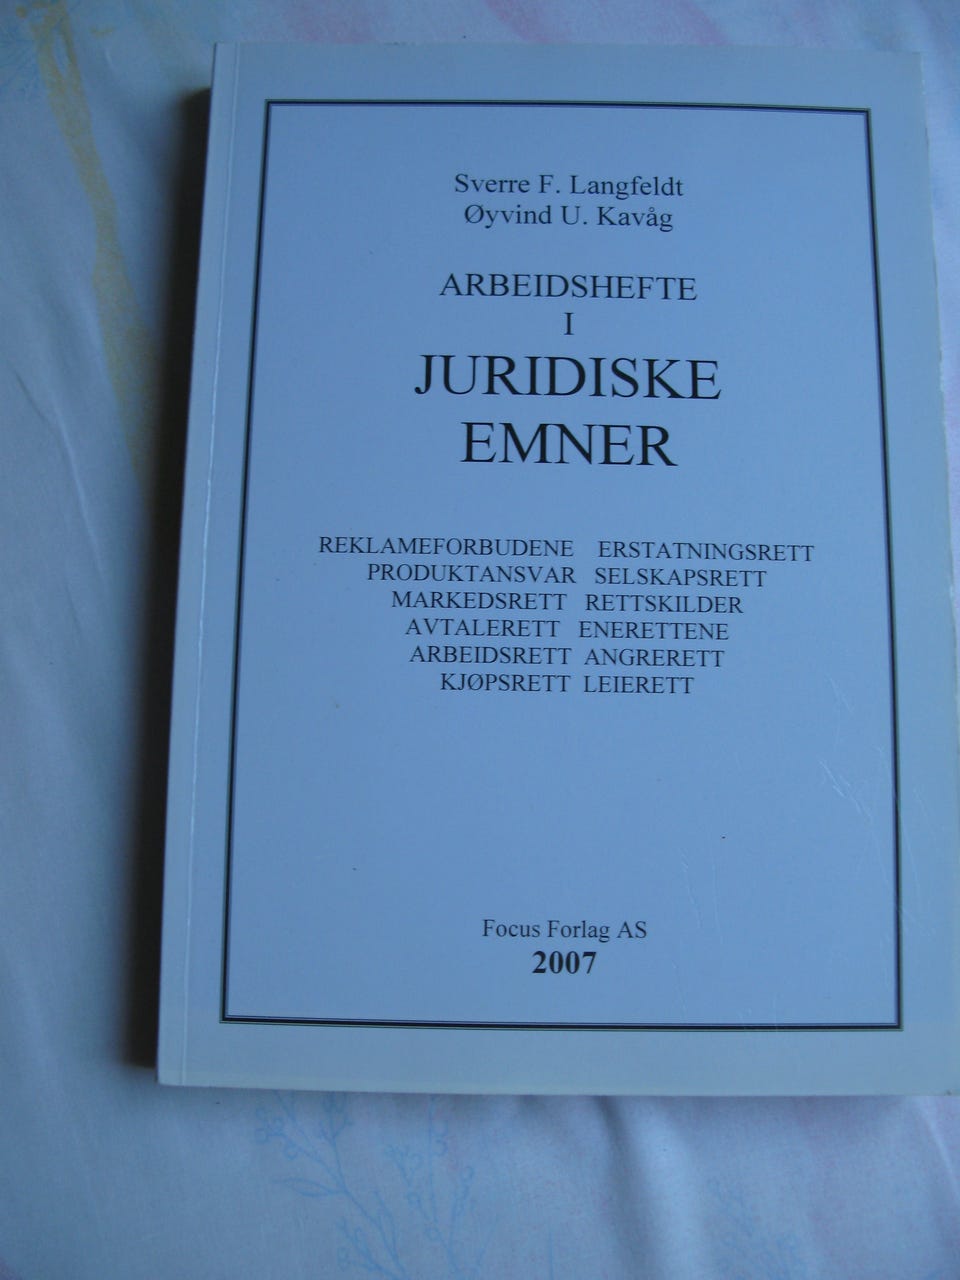 Sverre F. Langfeldt
Øyvind U. Kavåg
ARBEIDSHEFTE
I
JURIDISKE
EMNER
REKLAMEFORBUDENE ERSTATNINGSRETT
PRODUKTANSVAR SELSKAPSRETT
MARKEDSRETT RETTSKILDER
AVTALERETT ENERETTENE
ARBEIDSRETT ANGRERETT
KJØPSRETT LEIERETT
Focus Forlag AS
2007